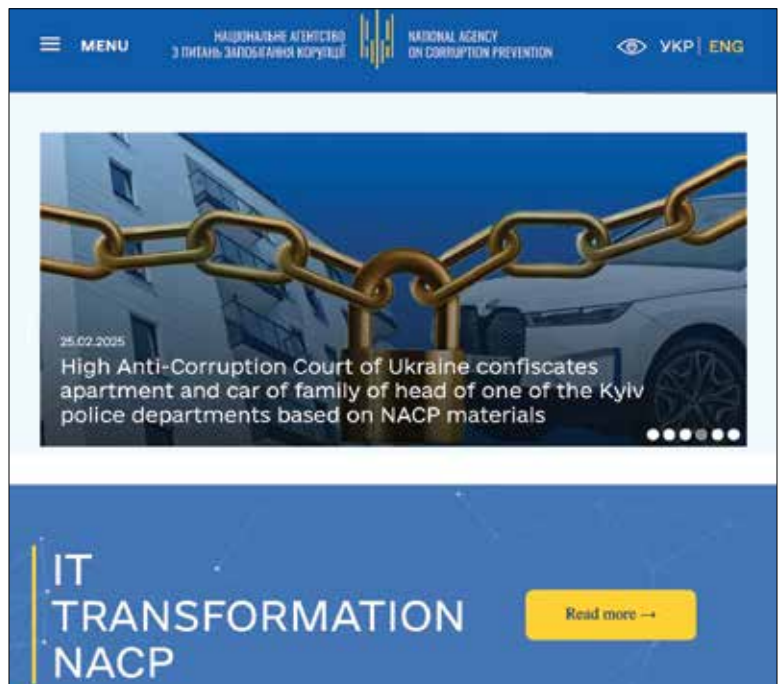 MENU
НАЦІОНАЛЬНЕ АГЕНТСТВО
З ПИТАНЬ ЗАПОБІГАННЯ КОРУПЦІЇ
NATIONAL AGENCY
ON CORRUPTION PREVENTION
УКР | ENG
25.02.2025
High Anti-Corruption Court of Ukraine confiscates
apartment and car of family of head of one of the Kyiv
police departments based on NACP materials
IT
TRANSFORMATION
NACP
Read more →